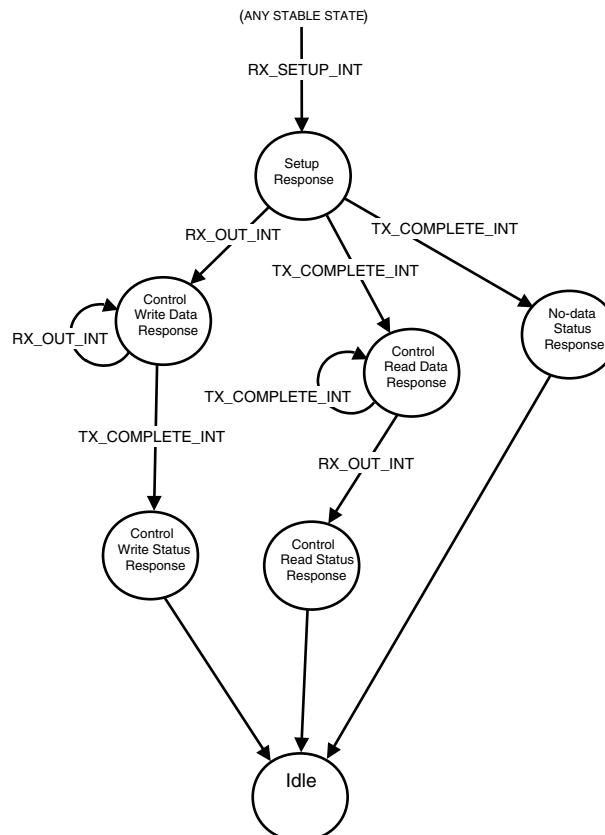 (ANY STABLE STATE)
RX_SETUP_INT
Setup
Response
RX_OUT_INT
TX_COMPLETE_INT
TX_COMPLETE_INT
Control
Write Data
Response
RX_OUT_INT
No-data
Status
Response
Control
Read Data
Response
TX_COMPLETE_INT
TX_COMPLETE_INT
RX_OUT_INT
Control
Write Status
Response
Control
Read Status
Response
Idle